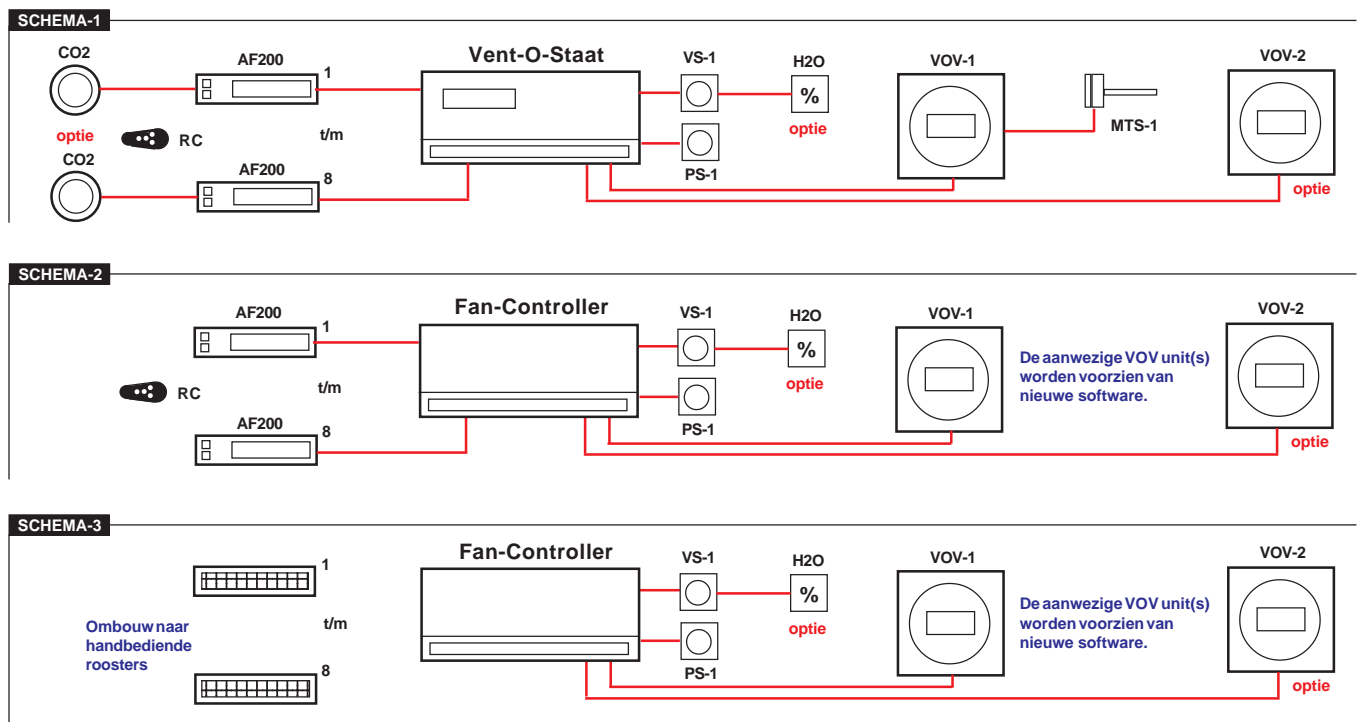 SCHEMA-1
CO2
AF200
1
Vent-O-Staat
VS-1
H2O
%
optie
VOV-1
MTS-1
VOV-2
optie
optie
RC
t/m
CO2
AF200
8
PS-1
SCHEMA-2
AF200
1
Fan-Controller
VS-1
H2O
%
optie
VOV-1
De aanwezige VOV unit(s)
worden voorzien van
nieuwe software.
VOV-2
optie
RC
t/m
AF200
8
PS-1
SCHEMA-3
1
Fan-Controller
VS-1
H2O
%
optie
VOV-1
De aanwezige VOV unit(s)
worden voorzien van
nieuwe software.
VOV-2
optie
Ombouw naar
handbediende
roosters
t/m
8
PS-1